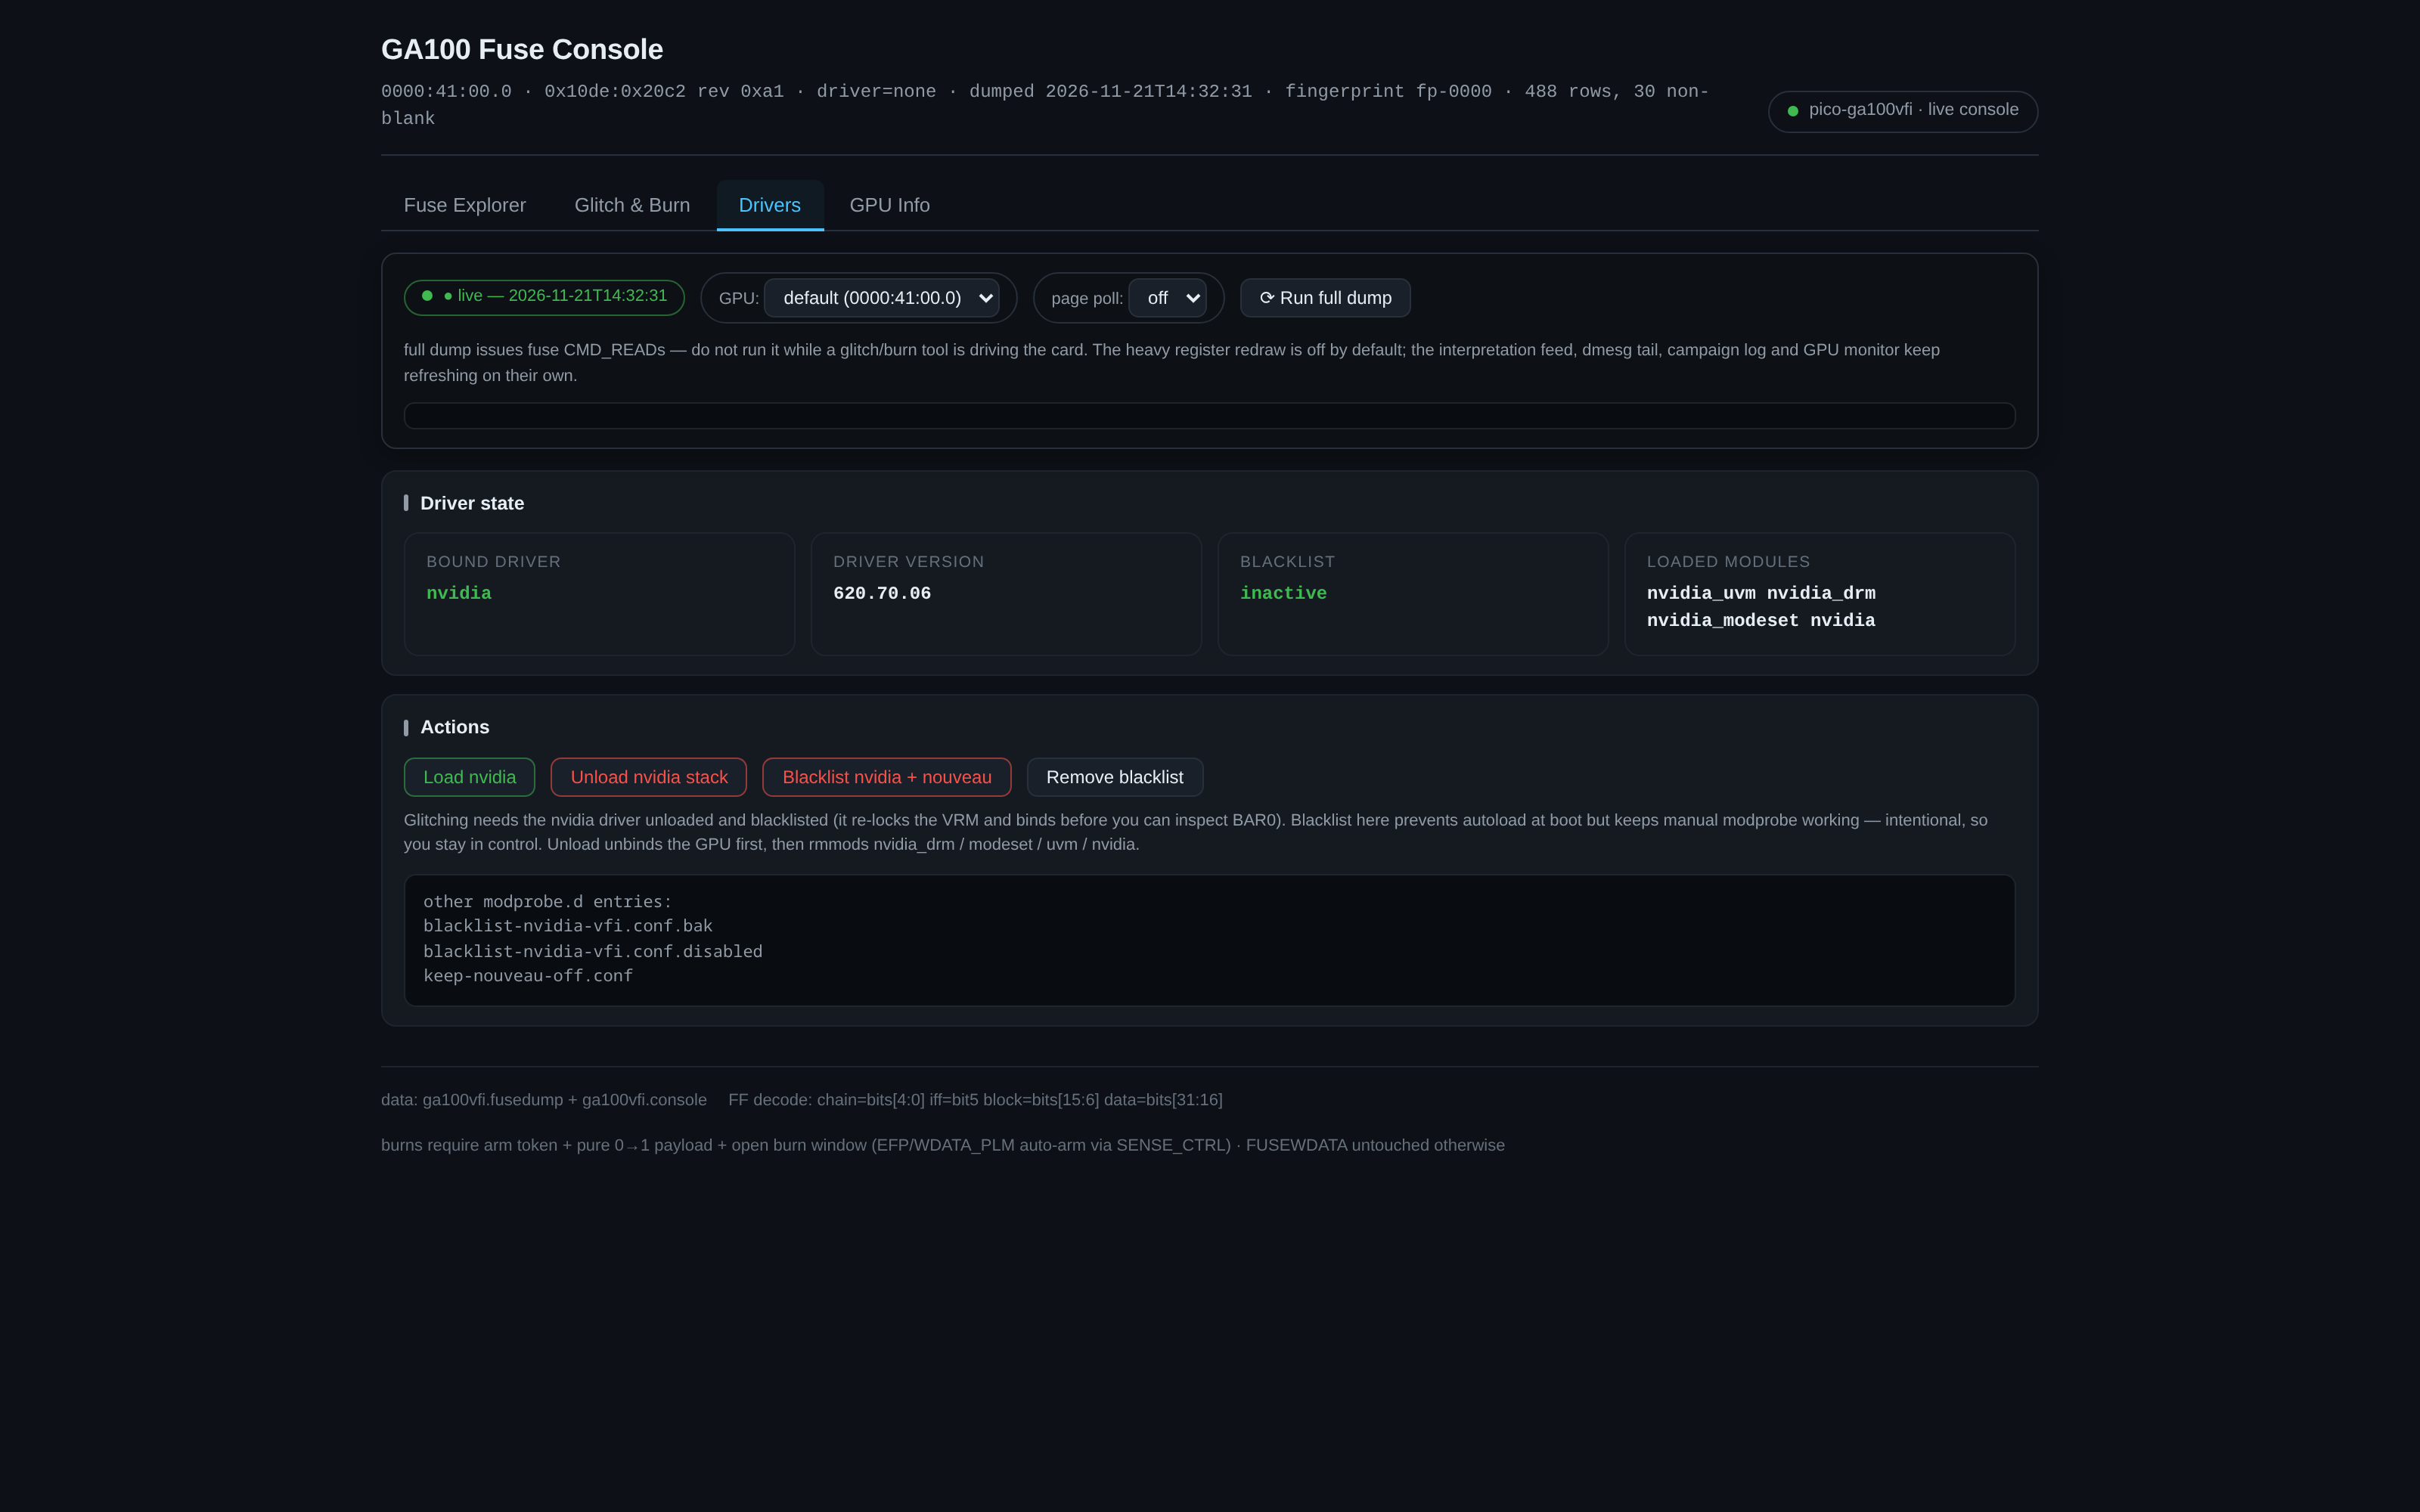 GA100 Fuse Console
0000:41:00.0 · 0x10de:0x20c2 rev 0xa1 · driver=none · dumped 2026-11-21T14:32:31 · fingerprint fp-0000 · 488 rows, 30 non-
blank
pico-ga100vfi · live console
Fuse Explorer Glitch & Burn Drivers GPU Info
● live — 2026-11-21T14:32:31 GPU: default (0000:41:00.0) page poll: off ⟳ Run full dump
full dump issues fuse CMD_READs — do not run it while a glitch/burn tool is driving the card. The heavy register redraw is off by default; the interpretation feed, dmesg tail, campaign log and GPU monitor keep
refreshing on their own.
Driver state
BOUND DRIVER DRIVER VERSION BLACKLIST LOADED MODULES
nvidia 620.70.06 inactive nvidia_uvm nvidia_drm
nvidia_modeset nvidia
Actions
Load nvidia Unload nvidia stack Blacklist nvidia + nouveau Remove blacklist
Glitching needs the nvidia driver unloaded and blacklisted (it re-locks the VRM and binds before you can inspect BAR0). Blacklist here prevents autoload at boot but keeps manual modprobe working — intentional, so
you stay in control. Unload unbinds the GPU first, then rmmods nvidia_drm / modeset / uvm / nvidia.
other modprobe.d entries:
blacklist-nvidia-vfi.conf.bak
blacklist-nvidia-vfi.conf.disabled
keep-nouveau-off.conf
data: ga100vfi.fusedump + ga100vfi.console FF decode: chain=bits[4:0] iff=bit5 block=bits[15:6] data=bits[31:16]
burns require arm token + pure 0→1 payload + open burn window (EFP/WDATA_PLM auto-arm via SENSE_CTRL) · FUSEWDATA untouched otherwise